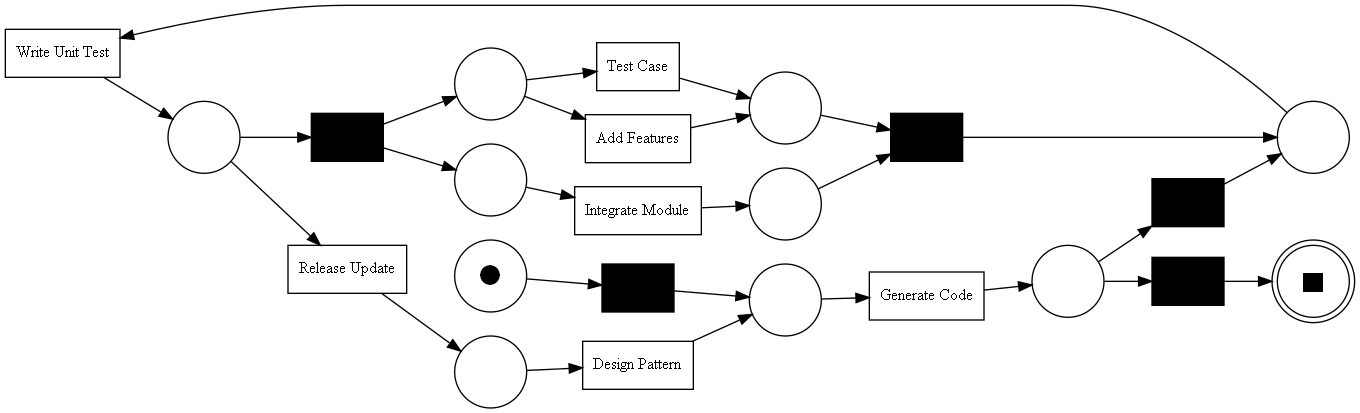 Write Unit Test
Test Case
Add Features
Integrate Module
Release Update
Generate Code
Design Pattern